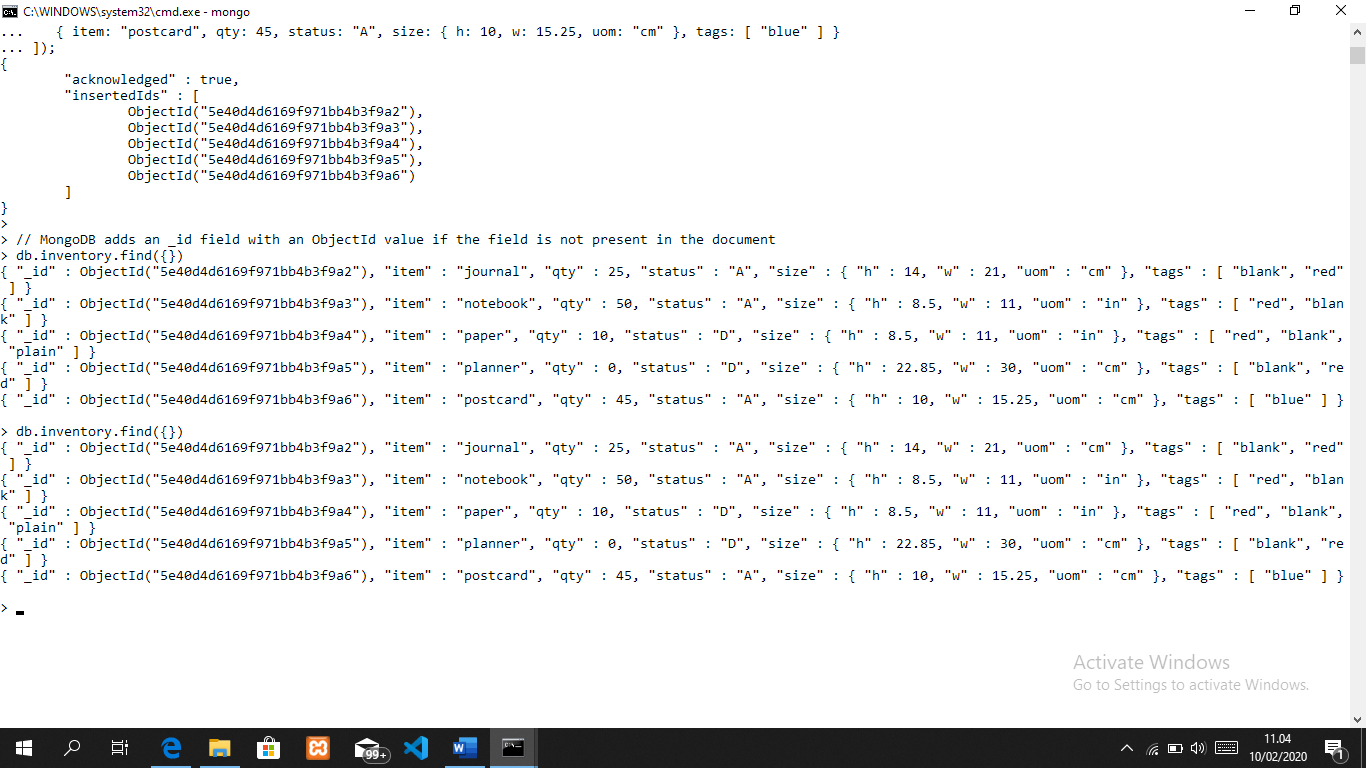 C:\WINDOWS\system32\cmd.exe - mongo
...    { item: "postcard", qty: 45, status: "A", size: { h: 10, w: 15.25, uom: "cm" }, tags: [ "blue" ] }
... ]);
{
        "acknowledged" : true,
        "insertedIds" : [
                ObjectId("5e40d4d6169f971bb4b3f9a2"),
                ObjectId("5e40d4d6169f971bb4b3f9a3"),
                ObjectId("5e40d4d6169f971bb4b3f9a4"),
                ObjectId("5e40d4d6169f971bb4b3f9a5"),
                ObjectId("5e40d4d6169f971bb4b3f9a6")
        ]
}
>
> // MongoDB adds an _id field with an ObjectId value if the field is not present in the document
> db.inventory.find({})
{ "_id" : ObjectId("5e40d4d6169f971bb4b3f9a2"), "item" : "journal", "qty" : 25, "status" : "A", "size" : { "h" : 14, "w" : 21, "uom" : "cm" }, "tags" : [ "blank", "red"
 ] }
{ "_id" : ObjectId("5e40d4d6169f971bb4b3f9a3"), "item" : "notebook", "qty" : 50, "status" : "A", "size" : { "h" : 8.5, "w" : 11, "uom" : "in" }, "tags" : [ "red", "blan
k" ] }
{ "_id" : ObjectId("5e40d4d6169f971bb4b3f9a4"), "item" : "paper", "qty" : 10, "status" : "D", "size" : { "h" : 8.5, "w" : 11, "uom" : "in" }, "tags" : [ "red", "blank",
 "plain" ] }
{ "_id" : ObjectId("5e40d4d6169f971bb4b3f9a5"), "item" : "planner", "qty" : 0, "status" : "D", "size" : { "h" : 22.85, "w" : 30, "uom" : "cm" }, "tags" : [ "blank", "re
d" ] }
{ "_id" : ObjectId("5e40d4d6169f971bb4b3f9a6"), "item" : "postcard", "qty" : 45, "status" : "A", "size" : { "h" : 10, "w" : 15.25, "uom" : "cm" }, "tags" : [ "blue" ] }
> db.inventory.find({})
{ "_id" : ObjectId("5e40d4d6169f971bb4b3f9a2"), "item" : "journal", "qty" : 25, "status" : "A", "size" : { "h" : 14, "w" : 21, "uom" : "cm" }, "tags" : [ "blank", "red"
 ] }
{ "_id" : ObjectId("5e40d4d6169f971bb4b3f9a3"), "item" : "notebook", "qty" : 50, "status" : "A", "size" : { "h" : 8.5, "w" : 11, "uom" : "in" }, "tags" : [ "red", "blan
k" ] }
{ "_id" : ObjectId("5e40d4d6169f971bb4b3f9a4"), "item" : "paper", "qty" : 10, "status" : "D", "size" : { "h" : 8.5, "w" : 11, "uom" : "in" }, "tags" : [ "red", "blank",
 "plain" ] }
{ "_id" : ObjectId("5e40d4d6169f971bb4b3f9a5"), "item" : "planner", "qty" : 0, "status" : "D", "size" : { "h" : 22.85, "w" : 30, "uom" : "cm" }, "tags" : [ "blank", "re
d" ] }
{ "_id" : ObjectId("5e40d4d6169f971bb4b3f9a6"), "item" : "postcard", "qty" : 45, "status" : "A", "size" : { "h" : 10, "w" : 15.25, "uom" : "cm" }, "tags" : [ "blue" ] }
> _
Activate Windows
Go to Settings to activate Windows.
99+
11.04
10/02/2020
1